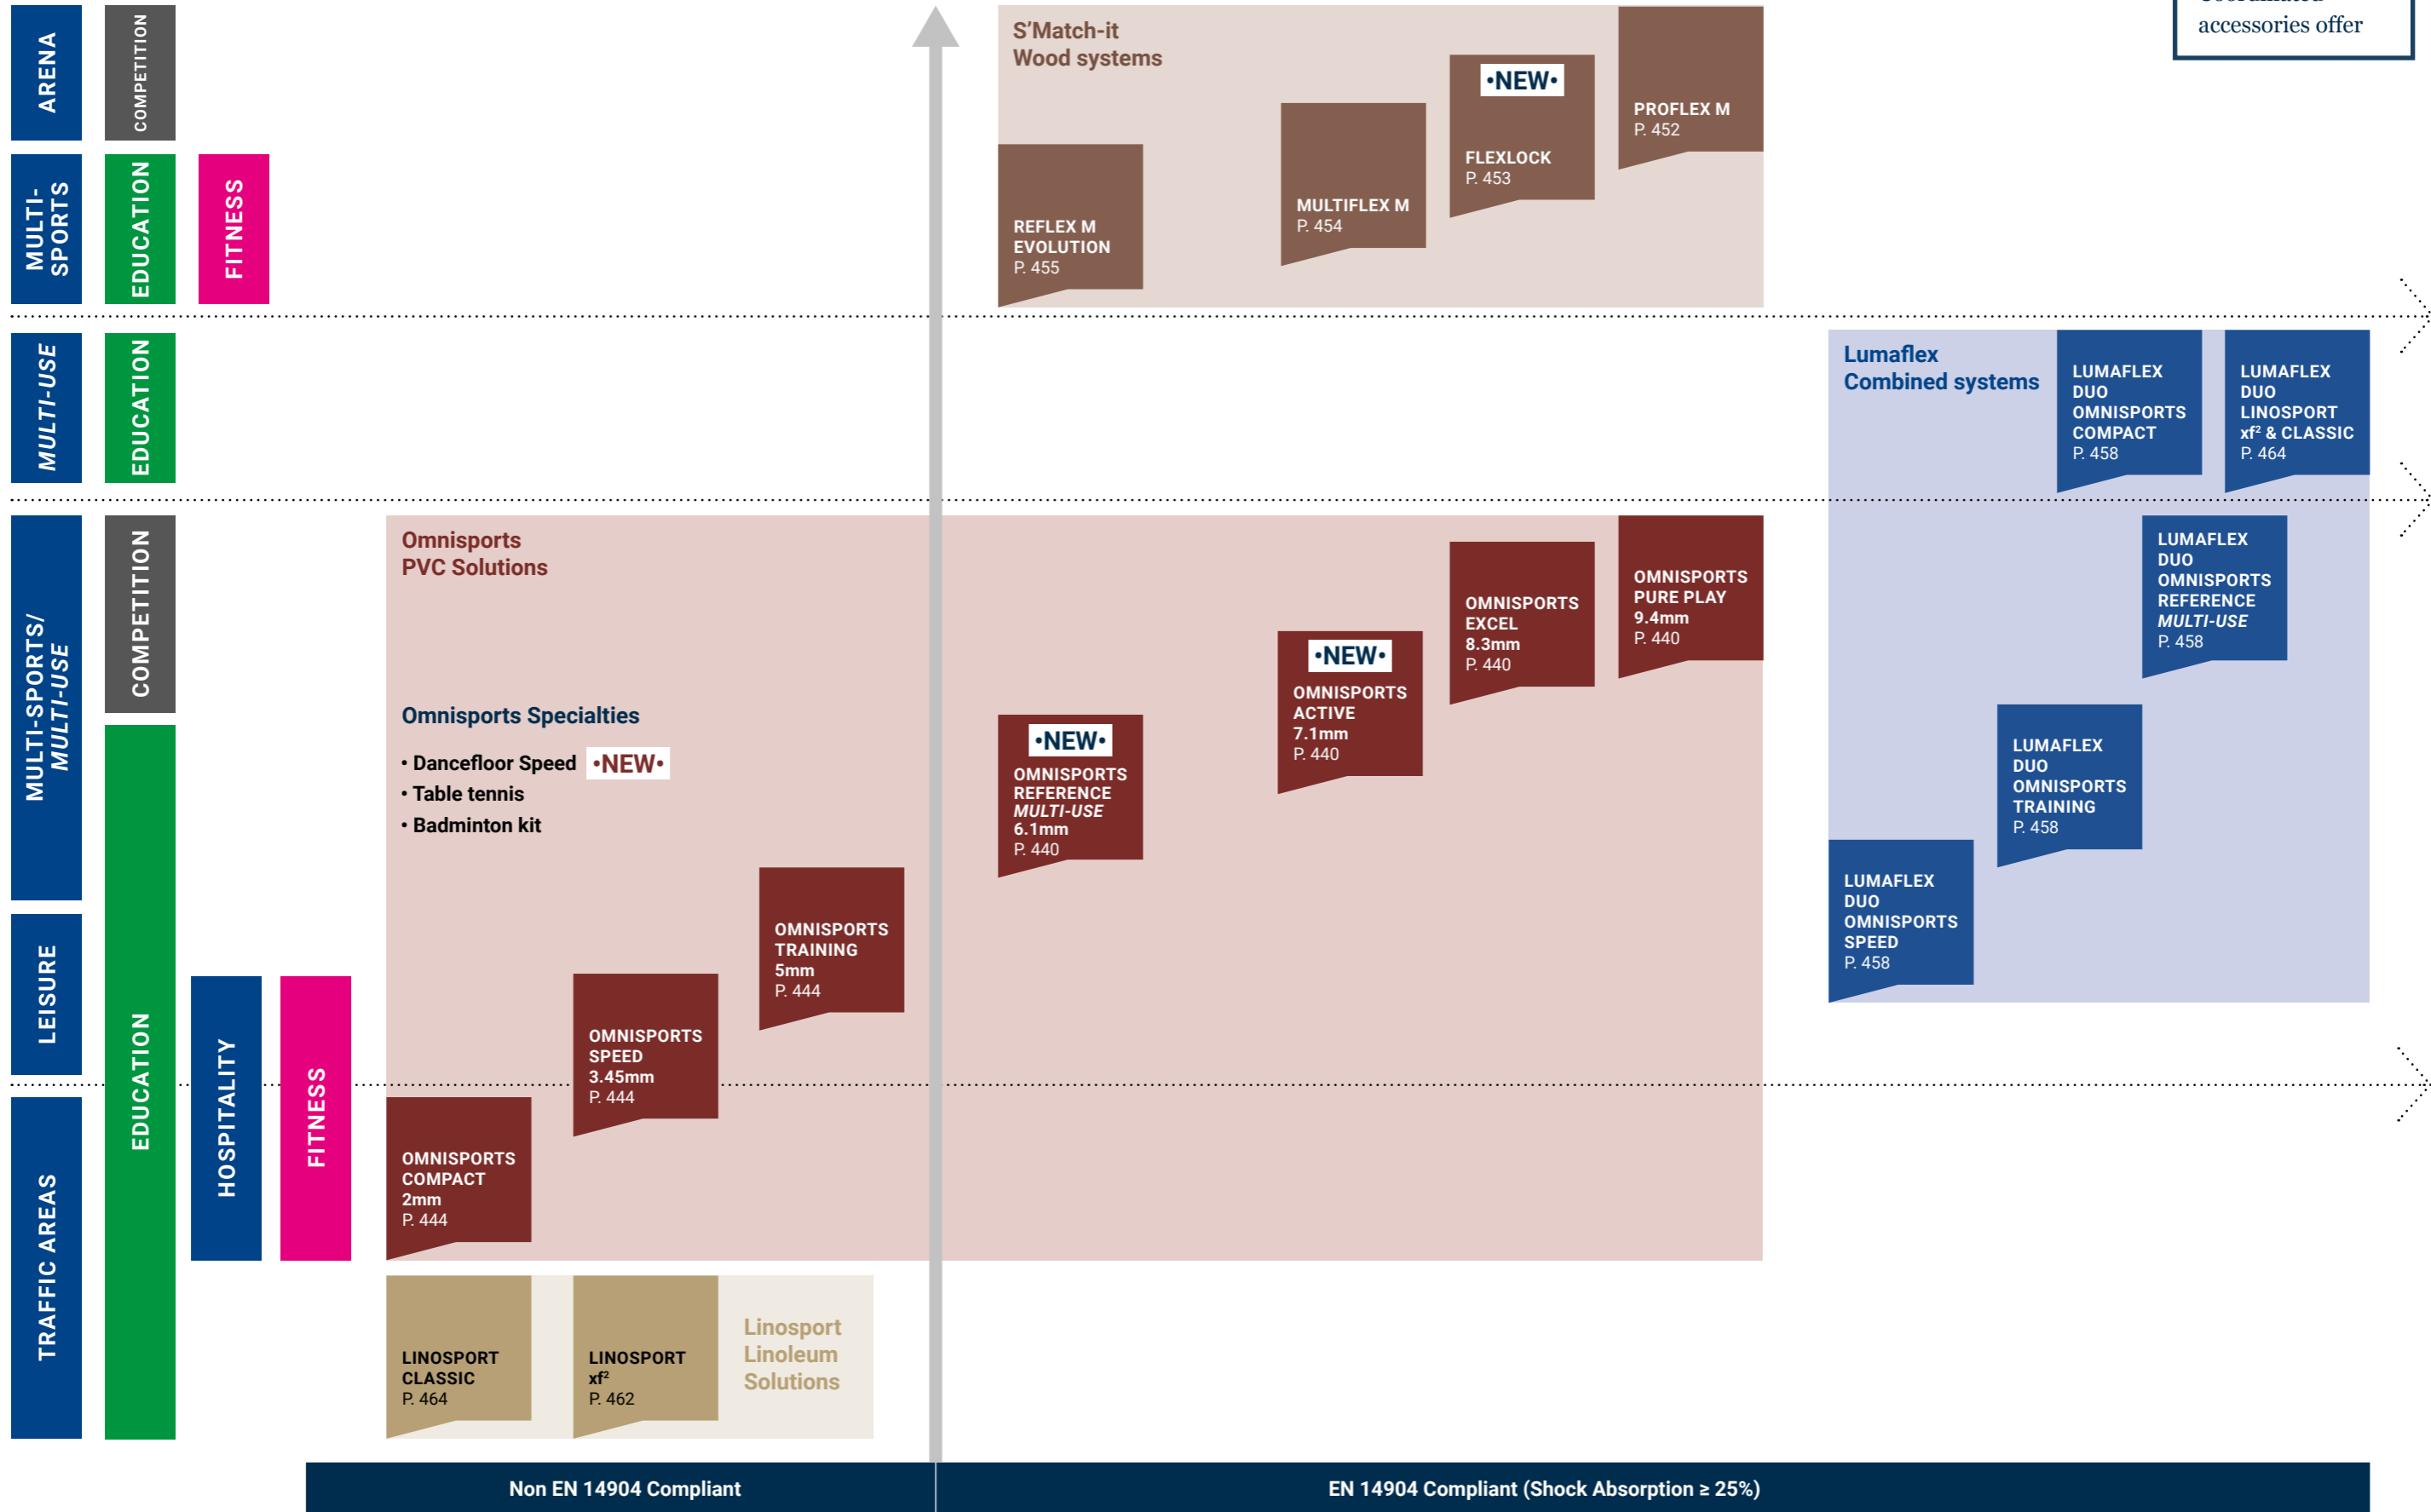 accessories offer
ARENA
COMPETITION
S'Match-it
Wood systems
•NEW•
PROFLEX M
P. 452
FLEXLOCK
P. 453
MULTIFLEX M
P. 454
REFLEX M
EVOLUTION
P. 455
MULTI-
SPORTS
EDUCATION
FITNESS
MULTI-USE
EDUCATION
Lumaflex
Combined systems
LUMAFLEX
DUO
OMNISPORTS
COMPACT
P. 458
LUMAFLEX
DUO
LINOSPORT
xf² & CLASSIC
P. 464
LUMAFLEX
DUO
OMNISPORTS
REFERENCE
MULTI-USE
P. 458
LUMAFLEX
DUO
OMNISPORTS
TRAINING
P. 458
LUMAFLEX
DUO
OMNISPORTS
SPEED
P. 458
MULTI-SPORTS/
MULTI-USE
COMPETITION
Omnisports
PVC Solutions
Omnisports Specialties
• Dancefloor Speed •NEW•
• Table tennis
• Badminton kit
OMNISPORTS
PURE PLAY
9.4mm
P. 440
OMNISPORTS
EXCEL
8.3mm
P. 440
•NEW•
OMNISPORTS
ACTIVE
7.1mm
P. 440
•NEW•
OMNISPORTS
REFERENCE
MULTI-USE
6.1mm
P. 440
OMNISPORTS
TRAINING
5mm
P. 444
OMNISPORTS
SPEED
3.45mm
P. 444
OMNISPORTS
COMPACT
2mm
P. 444
LEISURE
EDUCATION
HOSPITALITY
FITNESS
TRAFFIC AREAS
LINOSPORT
CLASSIC
P. 464
LINOSPORT
xf²
P. 462
Linosport
Linoleum
Solutions
Non EN 14904 Compliant
EN 14904 Compliant (Shock Absorption ≥ 25%)